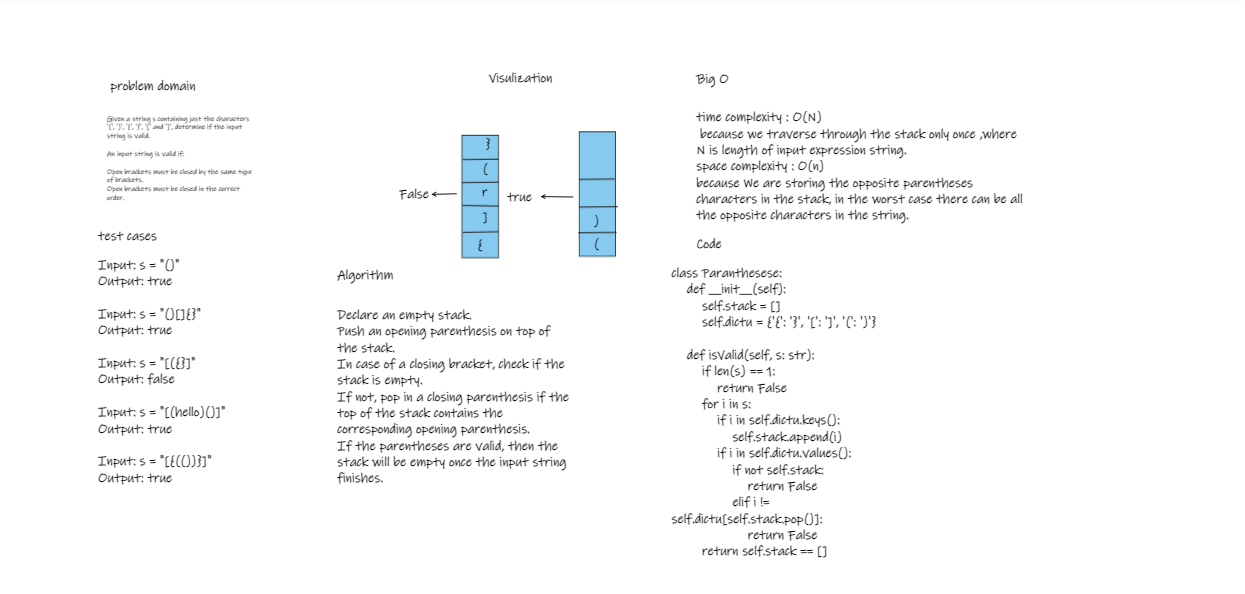 problem domain
Given a string s containing just the characters
'(', ')', '{', '}', '[' and ']', determine if the input
string is valid.
An input string is valid if:
Open brackets must be closed by the same type
of brackets.
Open brackets must be closed in the correct
order.
test cases
Input: s = "()"
Output: true
Input: s = "()[]{}"
Output: true
Input: s = "[({}]"
Output: false
Input: s = "[(hello)()]"
Output: true
Input: s = "[{(())}]"
Output: true
Visulization
}
(
r
]
{
False
true
)
(
Algorithm
Declare an empty stack.
Push an opening parenthesis on top of
the stack.
In case of a closing bracket, check if the
stack is empty.
If not, pop in a closing parenthesis if the
top of the stack contains the
corresponding opening parenthesis.
If the parentheses are valid, then the
stack will be empty once the input string
finishes.
Big O
time complexity : O(N)
because we traverse through the stack only once ,where
N is length of input expression string.
space complexity : O(n)
because We are storing the opposite parentheses
characters in the stack, in the worst case there can be all
the opposite characters in the string.
Code
class Paranthesese:
def __init__(self):
self.stack = []
self.dictu = {'{': '}', '[': ']', '(': ')'}
def isValid(self, s: str):
if len(s) == 1:
return False
for i in s:
if i in self.dictu.keys():
self.stack.append(i)
if i in self.dictu.values():
if not self.stack:
return False
elif i !=
self.dictu[self.stack.pop()]:
return False
return self.stack == []